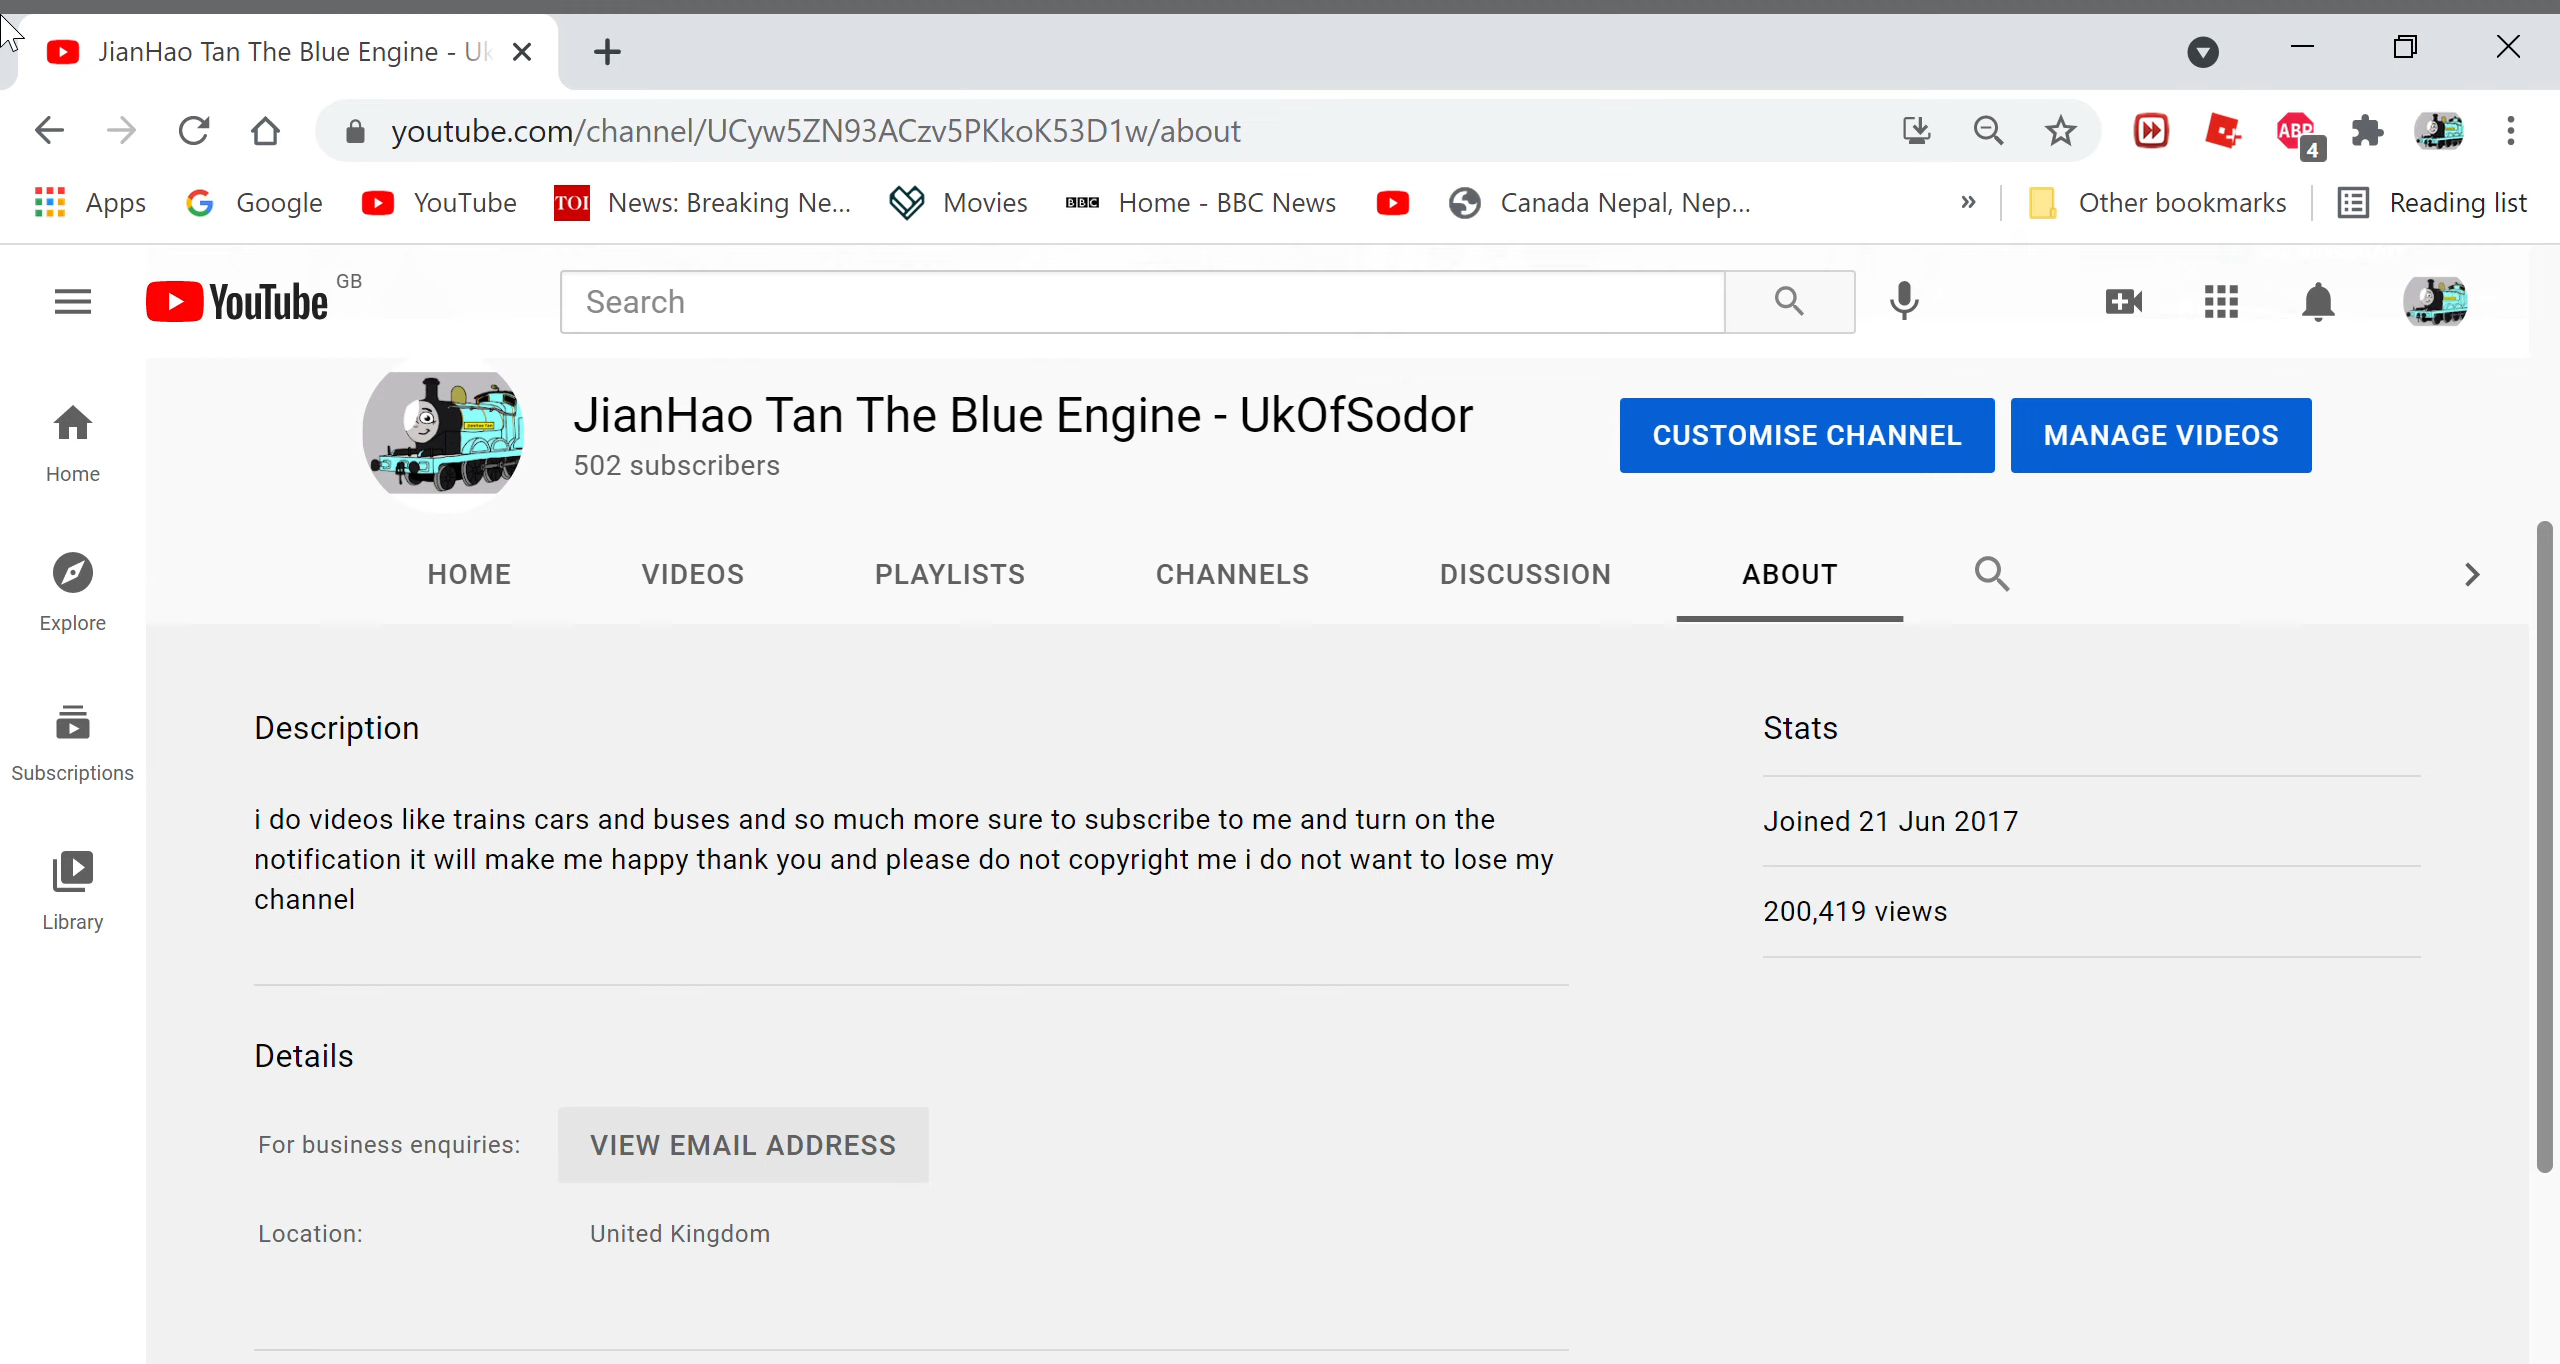 JianHao Tan The Blue Engine - Uk
youtube.com/channel/UCyw5ZN93ACzv5PKkoK53D1w/about
ABP
4
Apps
Google
YouTube
TOI
News: Breaking Ne...
Movies
BBC
Home - BBC News
Canada Nepal, Nep...
»
Other bookmarks
Reading list
YouTube GB
Search
Home
Explore
Subscriptions
Library
JianHao Tan The Blue Engine - UkOfSodor
502 subscribers
CUSTOMISE CHANNEL
MANAGE VIDEOS
HOME
VIDEOS
PLAYLISTS
CHANNELS
DISCUSSION
ABOUT
Description
i do videos like trains cars and buses and so much more sure to subscribe to me and turn on the
notification it will make me happy thank you and please do not copyright me i do not want to lose my
channel
Details
For business enquiries:
VIEW EMAIL ADDRESS
Location:
United Kingdom
Stats
Joined 21 Jun 2017
200,419 views